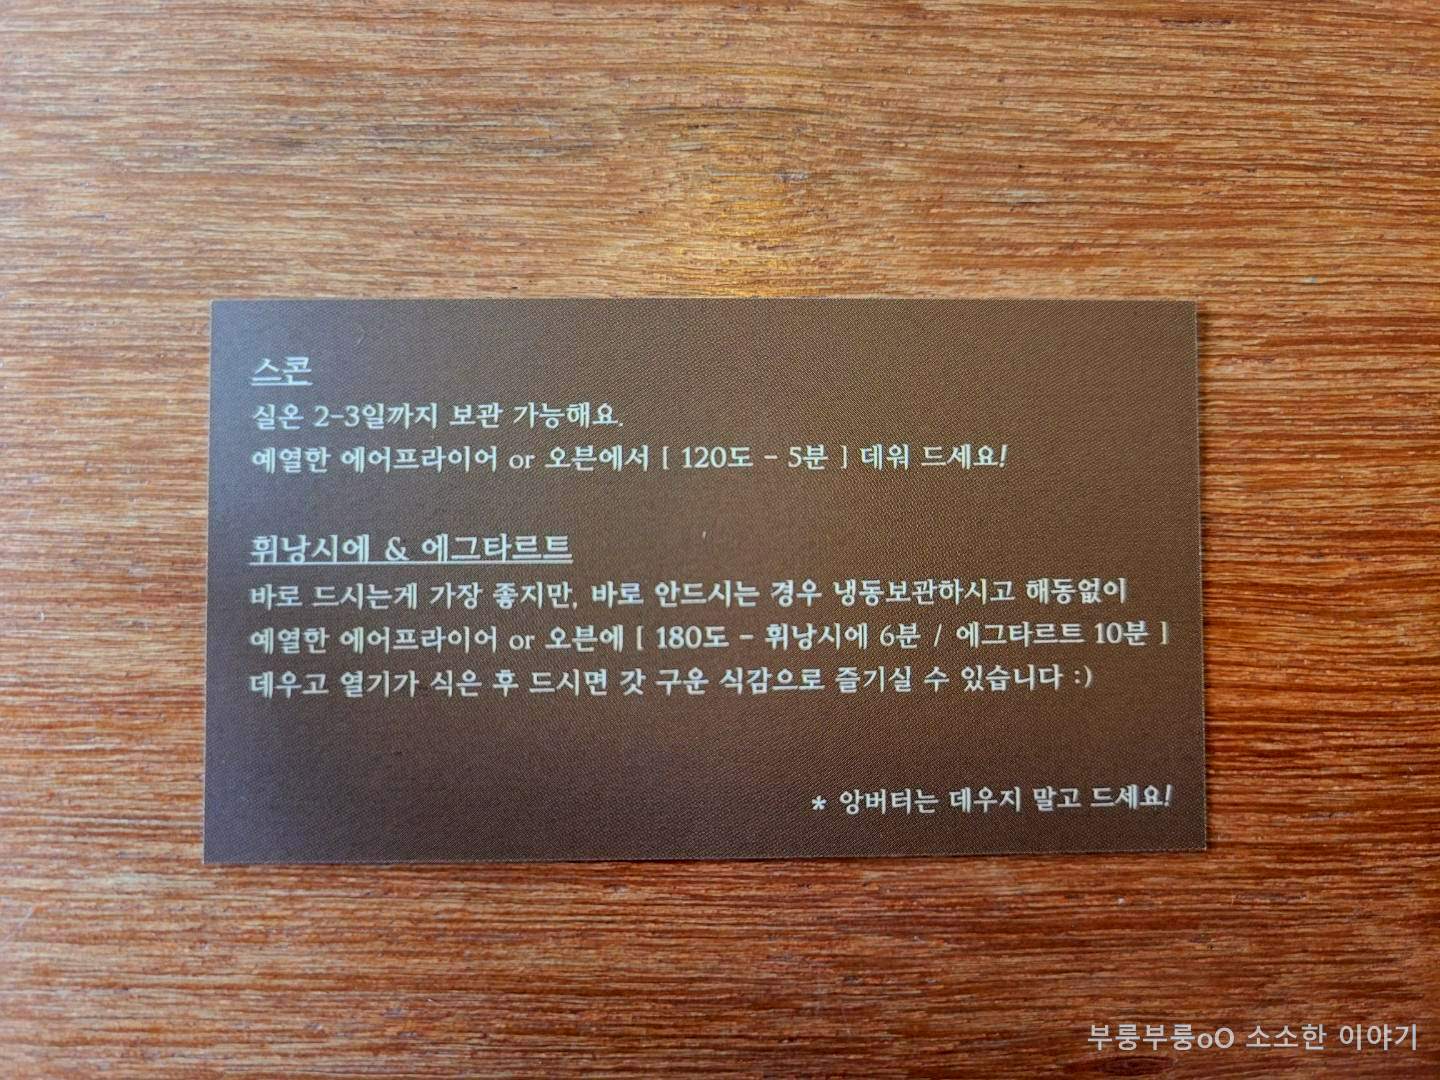 스콘
실온 2-3일까지 보관 가능해요.
예열한 에어프라이어 or 오븐에서 [ 120도 - 5분 ] 데워 드세요!
휘낭시에 & 에그타르트
바로 드시는게 가장 좋지만, 바로 안드시는 경우 냉동보관하시고 해동없이
예열한 에어프라이어 or 오븐에 [ 180도 - 휘낭시에 6분 / 에그타르트 10분 ]
데우고 열기가 식은 후 드시면 갓 구운 식감으로 즐기실 수 있습니다 :)
* 앙버터는 데우지 말고 드세요!
부룽부룽oO 소소한 이야기